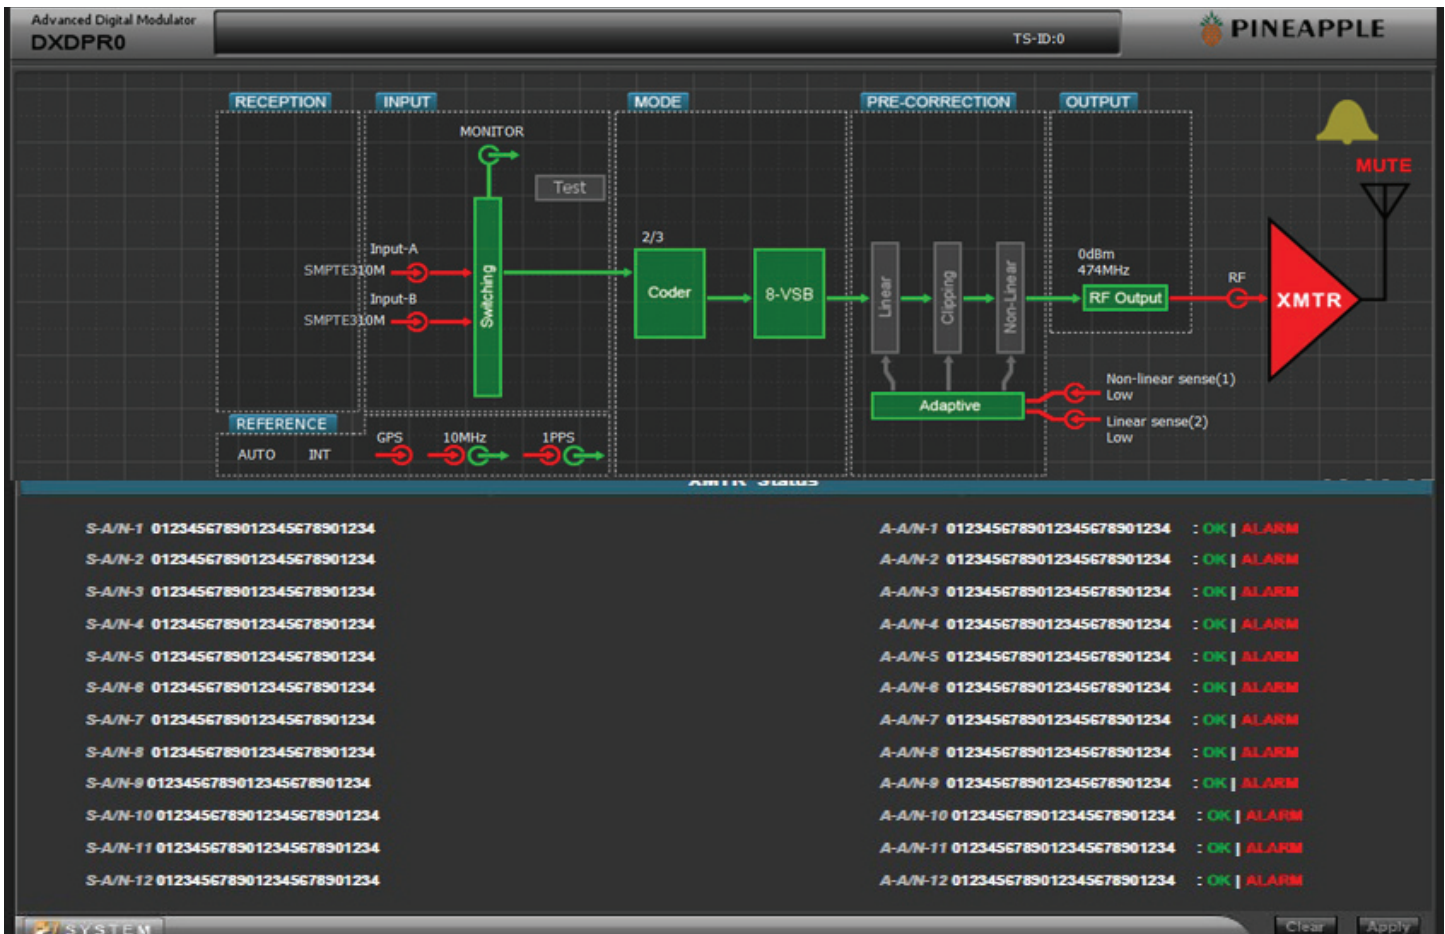 Advanced Digital Modulator
DXDPR0
TS-ID:0
PINEAPPLE
RECEPTION
INPUT
MODE
PRE-CORRECTION
OUTPUT
MONITOR
Test
MUTE
2/3
Input-A
SMPTE310M
Input-B
SMPTE310M
Switching
Coder
8-VSB
Linear
Clipping
Non-Linear
0dBm
474MHz
RF Output
RF
XMTR
Adaptive
Non-linear sense(1)
Low
Linear sense(2)
Low
REFERENCE
AUTO INT
GPS 10MHz 1PPS
XMTR Status
S-A/N-1 0123456789012345678901234 A-A/N-1 0123456789012345678901234 : OK | ALARM
S-A/N-2 0123456789012345678901234 A-A/N-2 0123456789012345678901234 : OK | ALARM
S-A/N-3 0123456789012345678901234 A-A/N-3 0123456789012345678901234 : OK | ALARM
S-A/N-4 0123456789012345678901234 A-A/N-4 0123456789012345678901234 : OK | ALARM
S-A/N-5 0123456789012345678901234 A-A/N-5 0123456789012345678901234 : OK | ALARM
S-A/N-6 0123456789012345678901234 A-A/N-6 0123456789012345678901234 : OK | ALARM
S-A/N-7 0123456789012345678901234 A-A/N-7 0123456789012345678901234 : OK | ALARM
S-A/N-8 0123456789012345678901234 A-A/N-8 0123456789012345678901234 : OK | ALARM
S-A/N-9 0123456789012345678901234 A-A/N-9 0123456789012345678901234 : OK | ALARM
S-A/N-10 0123456789012345678901234 A-A/N-10 0123456789012345678901234 : OK | ALARM
S-A/N-11 0123456789012345678901234 A-A/N-11 0123456789012345678901234 : OK | ALARM
S-A/N-12 0123456789012345678901234 A-A/N-12 0123456789012345678901234 : OK | ALARM
SYSTEM
Clear Apply